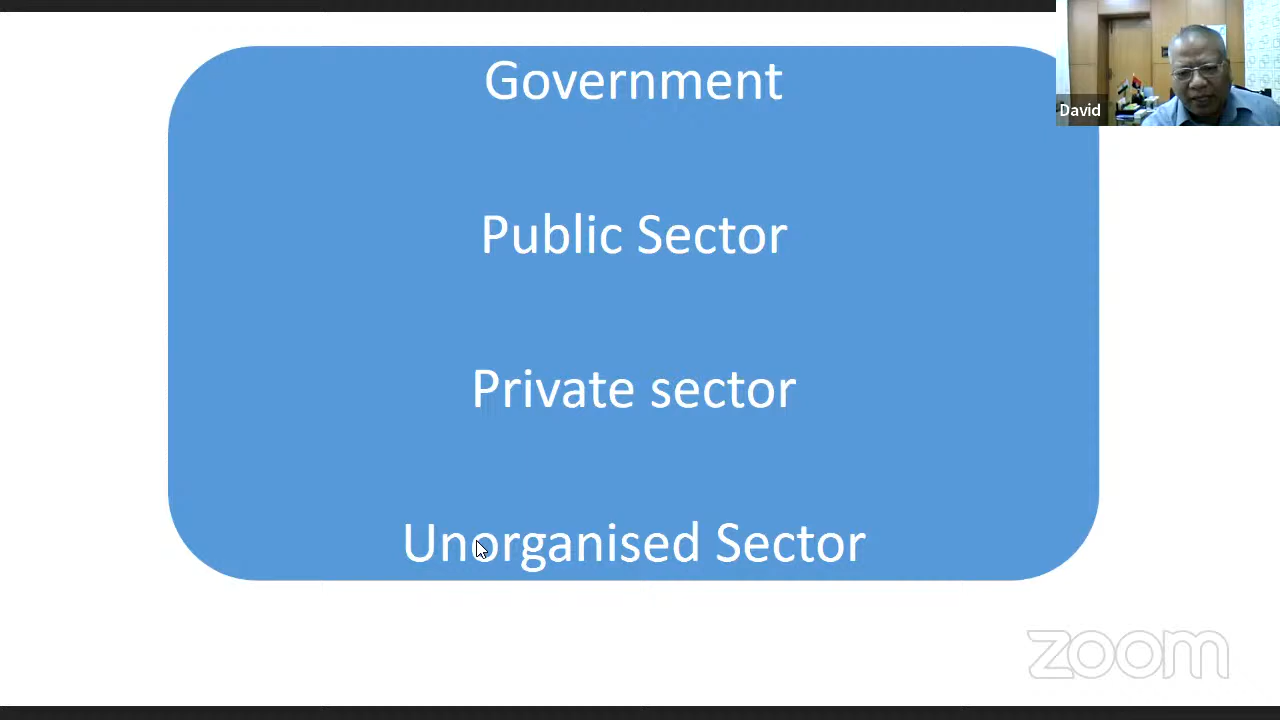 Government
David
Public Sector
Private sector
Unorganised Sector
zoom